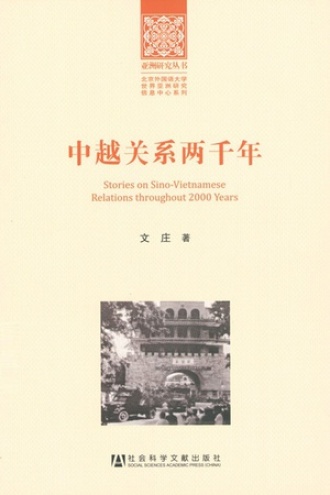 亚洲研究丛书
北京外国语大学
世界亚洲研究
信息中心系列
中越关系两千年
Stories on Sino-Vietnamese
Relations throughout 2000 Years
文庄 著
社会科学文献出版社
SOCIAL SCIENCES ACADEMIC PRESS (CHINA)